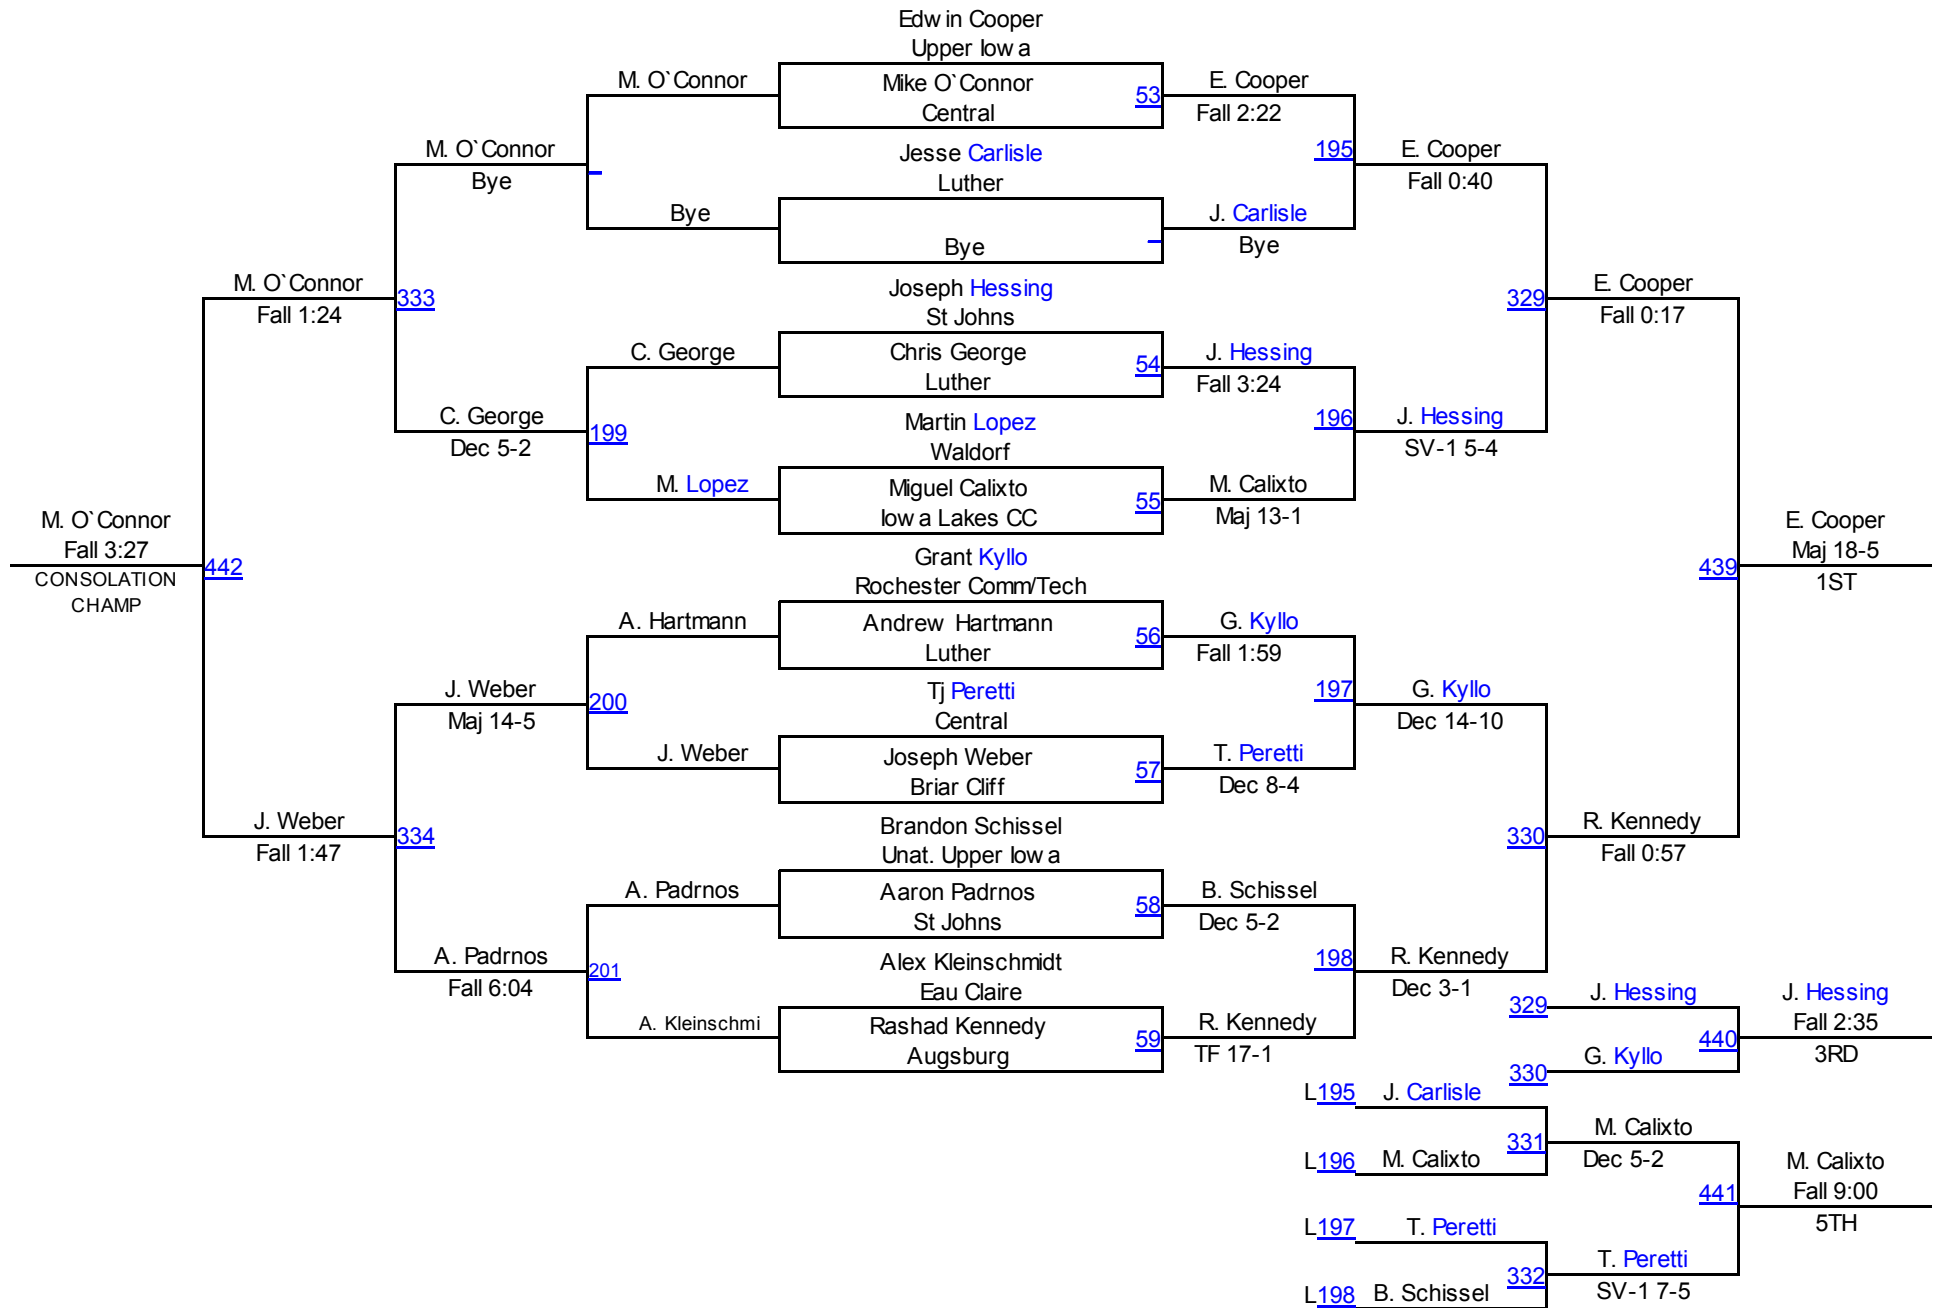 Edwin Cooper
Upper Iowa
M. O`Connor
Mike O`Connor
53
E. Cooper
Central
Fall 2:22
M. O`Connor
Jesse Carlisle
195
E. Cooper
Bye
Luther
Fall 0:40
Bye
J. Carlisle
Bye
Bye
M. O`Connor
Joseph Hessing
E. Cooper
Fall 1:24
333
St Johns
329
Fall 0:17
C. George
Chris George
54
J. Hessing
Luther
Fall 3:24
C. George
Martin Lopez
196
J. Hessing
Dec 5-2
199
Waldorf
SV-1 5-4
M. Lopez
Miguel Calixto
55
M. Calixto
Iowa Lakes CC
Maj 13-1
M. O`Connor
E. Cooper
Fall 3:27
Maj 18-5
442
Grant Kyllo
439
CONSOLATION
CHAMP
Rochester Comm/Tech
1ST
A. Hartmann
Andrew Hartmann
56
G. Kyllo
Luther
Fall 1:59
J. Weber
Tj Peretti
197
G. Kyllo
Maj 14-5
200
Central
Dec 14-10
J. Weber
Joseph Weber
57
T. Peretti
Briar Cliff
Dec 8-4
J. Weber
Brandon Schissel
R. Kennedy
Fall 1:47
334
Unat. Upper Iowa
330
Fall 0:57
A. Padrnos
Aaron Padrnos
58
B. Schissel
St Johns
Dec 5-2
A. Padrnos
Alex Kleinschmidt
198
R. Kennedy
Fall 6:04
201
Eau Claire
Dec 3-1
A. Kleinschmi
Rashad Kennedy
59
R. Kennedy
Augsburg
TF 17-1
329
J. Hessing
J. Hessing
Fall 2:35
440
330
G. Kyllo
3RD
L195
J. Carlisle
331
M. Calixto
L196
M. Calixto
Dec 5-2
M. Calixto
441
Fall 9:00
5TH
L197
T. Peretti
332
T. Peretti
L198
B. Schissel
SV-1 7-5